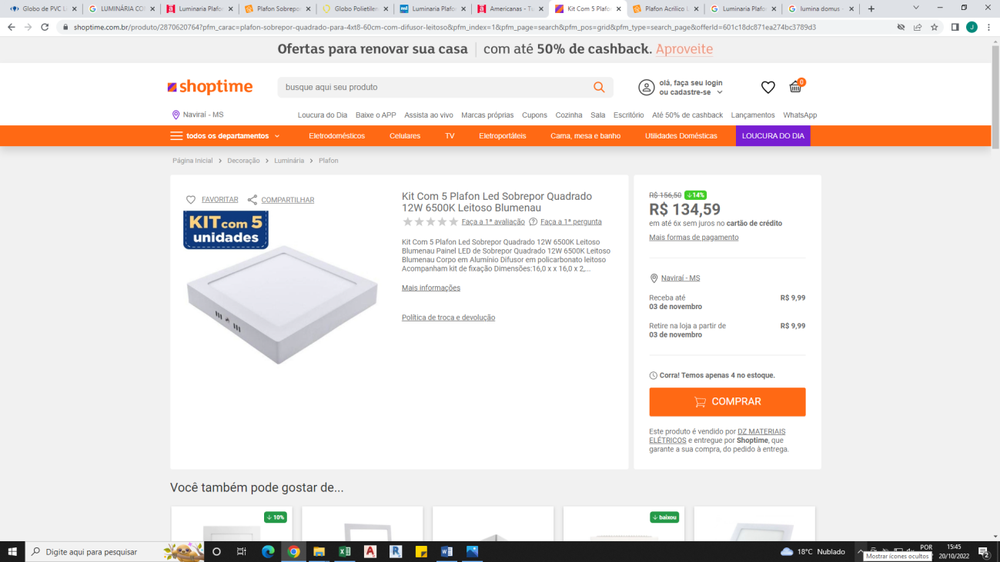 Globo de PVC L
LUMINÁRIA CO
Luminaria Plafon
Plafon Sobrepor
Globo Polietilen
Luminaria Plafo
Americanas - Tu
Kit Com 5 Plafo
Plafon Acrilico L
Luminaria Plafo
lumina domus -
shoptime.com.br/produto/2870620764?pfm_carac=plafon-sobrepor-quadrado-para-4xt8-60cm-com-difusor-leitoso&pfm_index=1&pfm_page=search&pfm_pos=grid&pfm_type=search_page&offerId=601c18dc871ea274bc3789d3
J
Ofertas para renovar sua casa | com até 50% de cashback. Aproveite
shoptime
busque aqui seu produto
olá, faça seu login
ou cadastre-se
0
Naviraí - MS
Loucura do Dia Baixe o APP Assista ao vivo Marcas próprias Cupons Cozinha Sala Escritório Até 50% de cashback Lançamentos WhatsApp
todos os departamentos Eletrodomésticos Celulares TV Eletroportáteis Cama, mesa e banho Utilidades Domésticas LOUCURA DO DIA
Página Inicial > Decoração > Luminária > Plafon
FAVORITAR COMPARTILHAR
KIT com 5
unidades
Kit Com 5 Plafon Led Sobrepor Quadrado
12W 6500K Leitoso Blumenau
Faça a 1ª avaliação Faça a 1ª pergunta
Kit Com 5 Plafon Led Sobrepor Quadrado 12W 6500K Leitoso
Blumenau Painel LED de Sobrepor Quadrado 12W 6500K Leitoso
Blumenau Corpo em Alumínio Difusor em policarbonato leitoso
Acompanham kit de fixação Dimensões:16,0 x x 16,0 x 2,...
Mais informações
Política de troca e devolução
R$ 156,50 ↓14%
R$ 134,59
em até 6x sem juros no cartão de crédito
Mais formas de pagamento
Naviraí - MS
Receba até R$ 9,99
03 de novembro
Retire na loja a partir de R$ 9,99
03 de novembro
Corra! Temos apenas 4 no estoque.
COMPRAR
Este produto é vendido por DZ MATERIAIS
ELÉTRICOS e entregue por Shoptime, que
garante a sua compra, do pedido à entrega.
Você também pode gostar de...
↓ 10%
↓ baixou
Digite aqui para pesquisar
18°C Nublado
POR
15:45
20/10/2022
2
Mostrar ícones ocultos